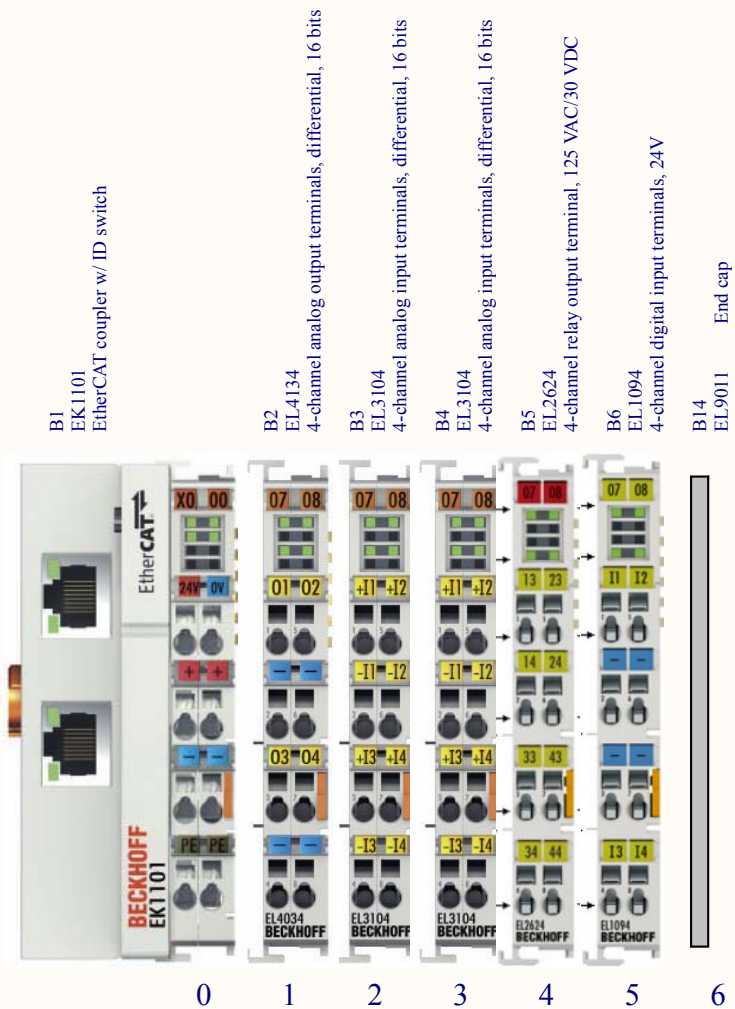 B1
EK1101
EtherCAT coupler w/ ID switch
B2
EL4134
4-channel analog output terminals, differential, 16 bits
B3
EL3104
4-channel analog input terminals, differential, 16 bits
B4
EL3104
4-channel analog input terminals, differential, 16 bits
B5
EL2624
4-channel relay output terminal, 125 VAC/30 VDC
B6
EL1094
4-channel digital input terminals, 24V
B14
EL9011 End cap
EtherCAT
BECKHOFF
EK1101
X0 00
24V 0V
+ +
– –
PE PE
07 08
01 02
– –
03 04
– –
EL4034
BECKHOFF
07 08
+I1 +I2
-I1 -I2
+I3 +I4
-I3 -I4
EL3104
BECKHOFF
07 08
+I1 +I2
-I1 -I2
+I3 +I4
-I3 -I4
EL3104
BECKHOFF
07 08
13 23
14 24
33 43
34 44
EL2624
BECKHOFF
07 08
I1 I2
– –
– –
I3 I4
EL1094
BECKHOFF
0 1 2 3 4 5 6